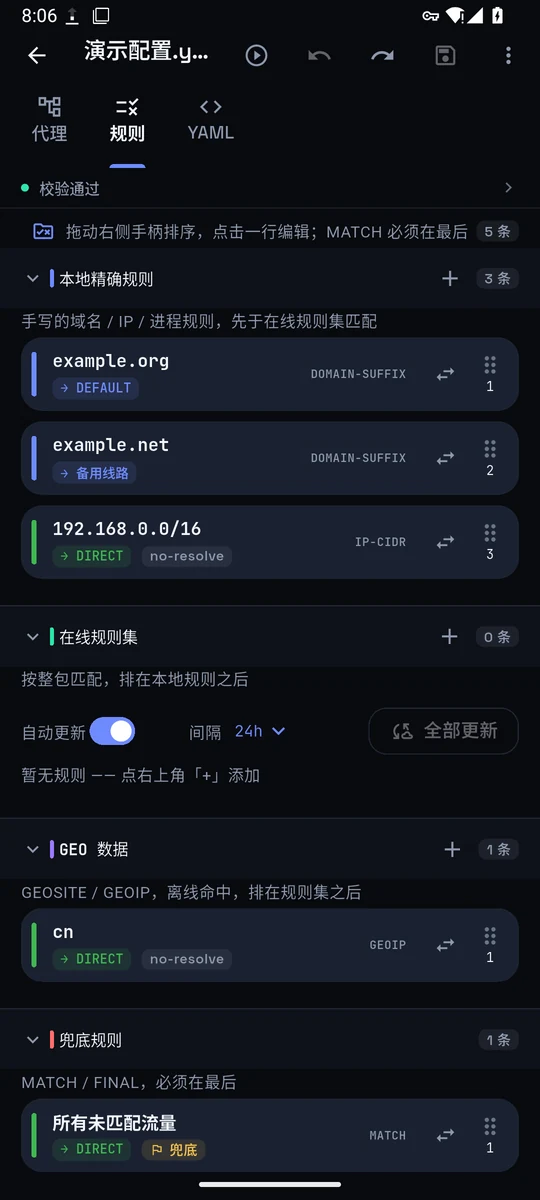 8:06
演示配置.y…
代理
规则
YAML
校验通过
拖动右侧手柄排序，点击一行编辑；MATCH 必须在最后 5 条
本地精确规则 3 条
手写的域名 / IP / 进程规则，先于在线规则集匹配
example.org
→ DEFAULT
DOMAIN-SUFFIX
1
example.net
→ 备用线路
DOMAIN-SUFFIX
2
192.168.0.0/16
→ DIRECT no-resolve
IP-CIDR
3
在线规则集 0 条
按整包匹配，排在本地规则之后
自动更新 间隔 24h 全部更新
暂无规则 —— 点右上角「+」添加
GEO 数据 1 条
GEOSITE / GEOIP，离线命中，排在规则集之后
cn
→ DIRECT no-resolve
GEOIP
1
兜底规则 1 条
MATCH / FINAL，必须在最后
所有未匹配流量
→ DIRECT 兜底
MATCH
1